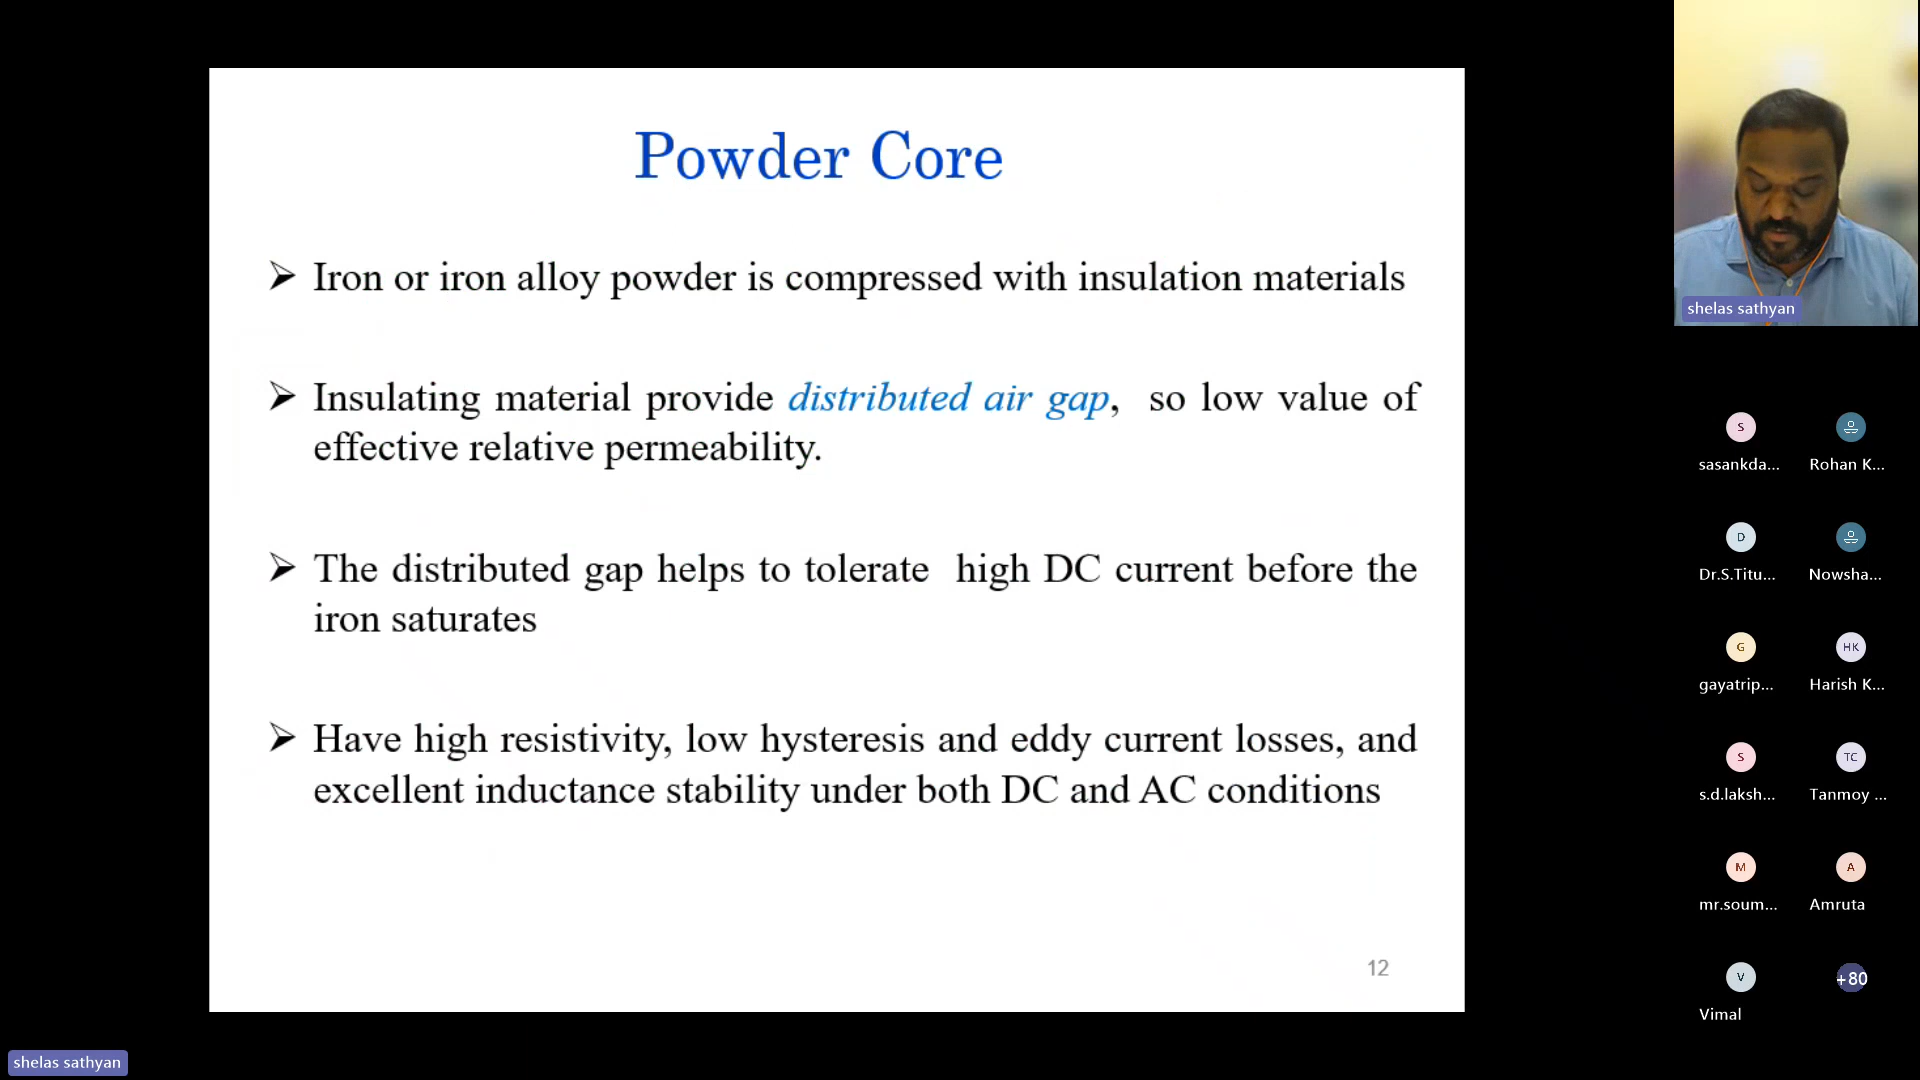 Powder Core
➢ Iron or iron alloy powder is compressed with insulation materials
➢ Insulating material provide distributed air gap, so low value of
effective relative permeability.
➢ The distributed gap helps to tolerate high DC current before the
iron saturates
➢ Have high resistivity, low hysteresis and eddy current losses, and
excellent inductance stability under both DC and AC conditions
12
shelas sathyan
S
sasankda...
Rohan K...
D
Dr.S.Titu...
Nowsha...
G
HK
gayatrip...
Harish K...
S
TC
s.d.laksh...
Tanmoy ...
M
A
mr.soum...
Amruta
V
+80
Vimal
shelas sathyan